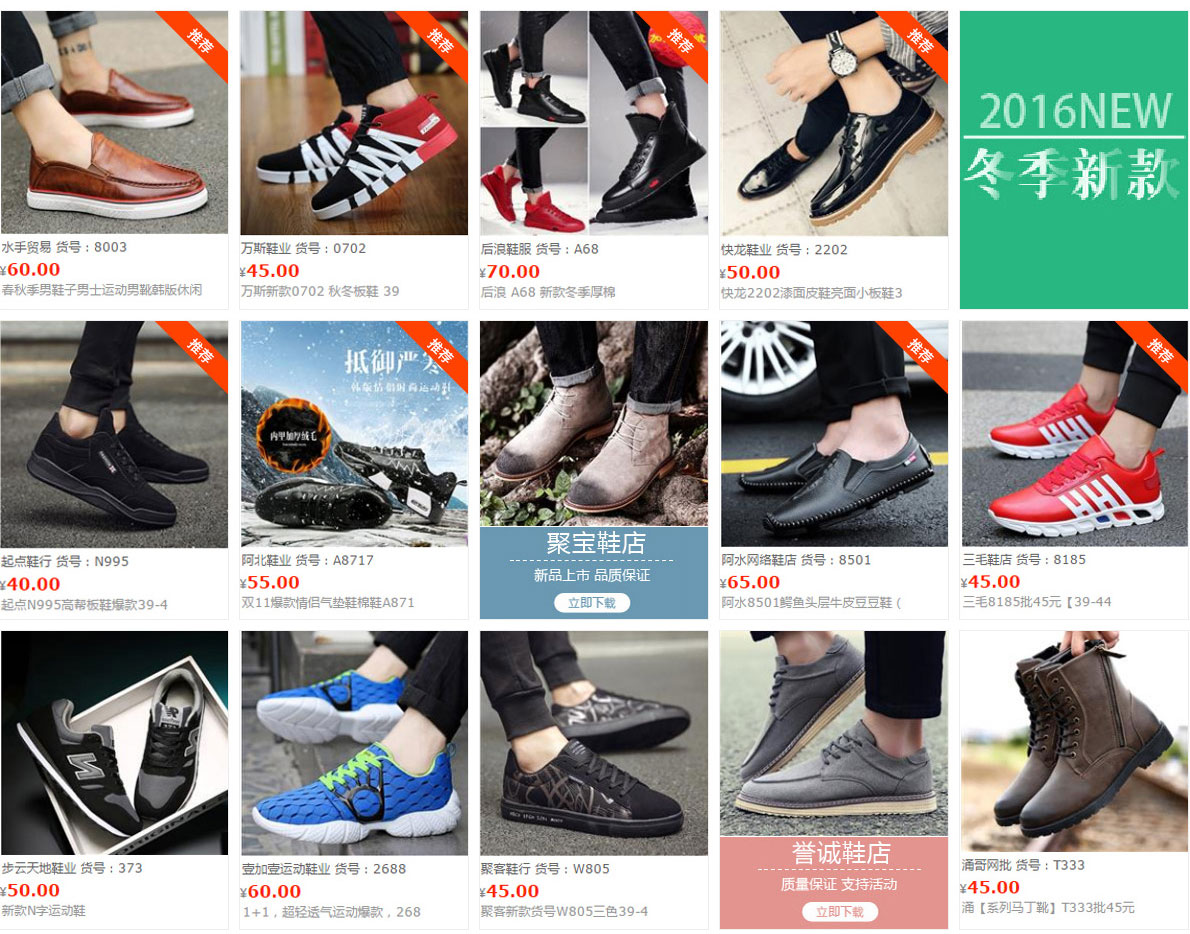 推荐
推荐
推荐
推荐
2016NEW
冬季新款
水手贸易 货号：8003
¥60.00
春秋季男鞋子男士运动男靴韩版休闲
万斯鞋业 货号：0702
¥45.00
万斯新款0702 秋冬板鞋 39
后浪鞋服 货号：A68
¥70.00
后浪 A68 新款冬季厚棉
快龙鞋业 货号：2202
¥50.00
快龙2202漆面皮鞋亮面小板鞋3
推荐
推荐
抵御严寒
韩版情侣时尚运动鞋
内里加厚绒毛
推荐
推荐
起点鞋行 货号：N995
¥40.00
起点N995高帮板鞋爆款39-4
阿北鞋业 货号：A8717
¥55.00
双11爆款情侣气垫鞋棉鞋A871
聚宝鞋店
新品上市 品质保证
立即下载
阿水网络鞋店 货号：8501
¥65.00
阿水8501鳄鱼头层牛皮豆豆鞋（
三毛鞋店 货号：8185
¥45.00
三毛8185批45元【39-44
步云天地鞋业 货号：373
¥50.00
新款N字运动鞋
壹加壹运动鞋业 货号：2688
¥60.00
1+1，超轻透气运动爆款，268
聚客鞋行 货号：W805
¥45.00
聚客新款货号W805三色39-4
誉诚鞋店
质量保证 支持活动
立即下载
涌哥网批 货号：T333
¥45.00
涌【系列马丁靴】T333批45元